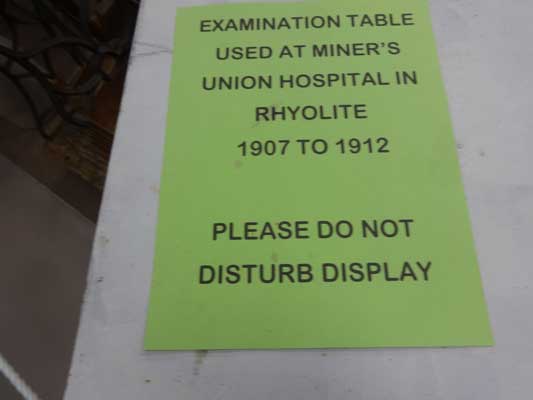 EXAMINATION TABLE
USED AT MINER'S
UNION HOSPITAL IN
RHYOLITE
1907 TO 1912
PLEASE DO NOT
DISTURB DISPLAY